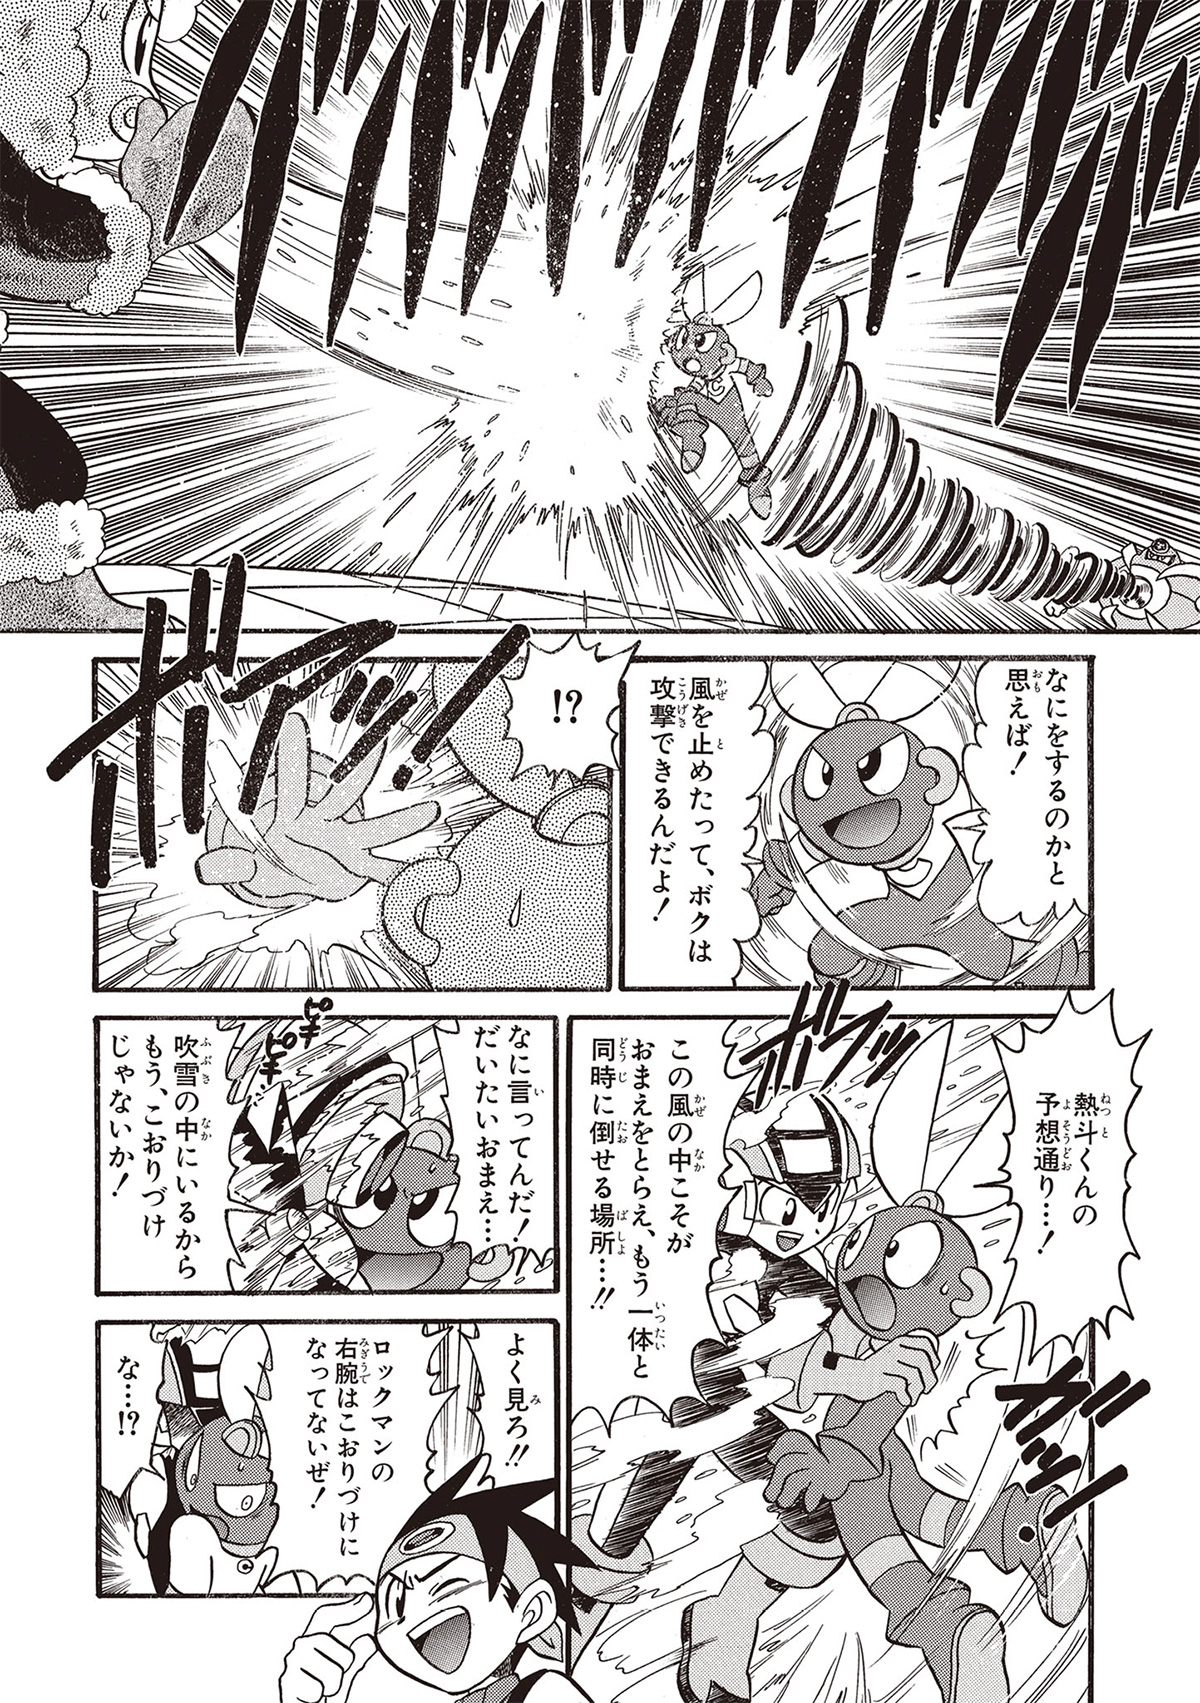 なにをするのかと
思えば！
風を止めたって、ボクは
攻撃できるんだよ！
!?
ズボッ!!
熱斗くんの
予想通り…！
ボワッ
この風の中こそが
おまえをとらえ、もう一体と
同時に倒せる場所…!!
ガシッ
なに言ってんだ！
だいたいおまえ…
ピキ
ピキ
吹雪の中にいるから
もう、こおりづけ
じゃないか！
よく見ろ!!
ロックマンの
右腕はこおりづけに
なってないぜ！
な…!?